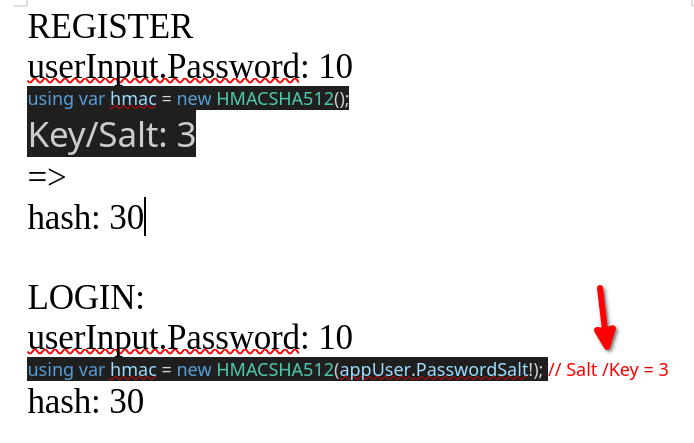 REGISTER
userInput.Password: 10
using var hmac = new HMACSHA512();
Key/Salt: 3
=>
hash: 30
LOGIN:
userInput.Password: 10
using var hmac = new HMACSHA512(appUser.PasswordSalt!); // Salt /Key = 3
hash: 30